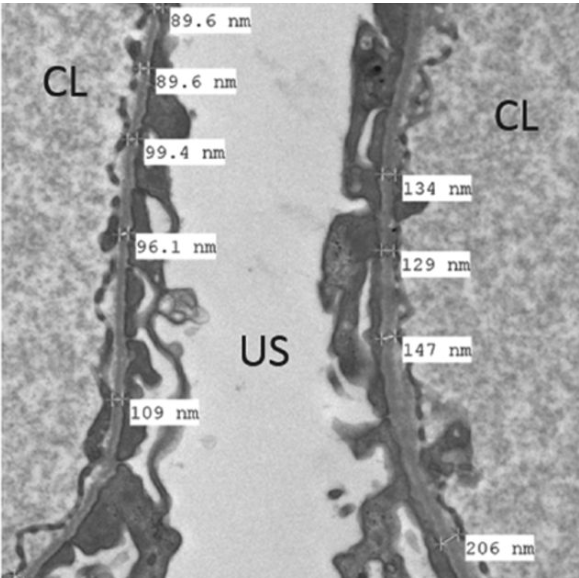 89.6 nm
CL
89.6 nm
CL
99.4 nm
134 nm
96.1 nm
129 nm
US
147 nm
109 nm
206 nm